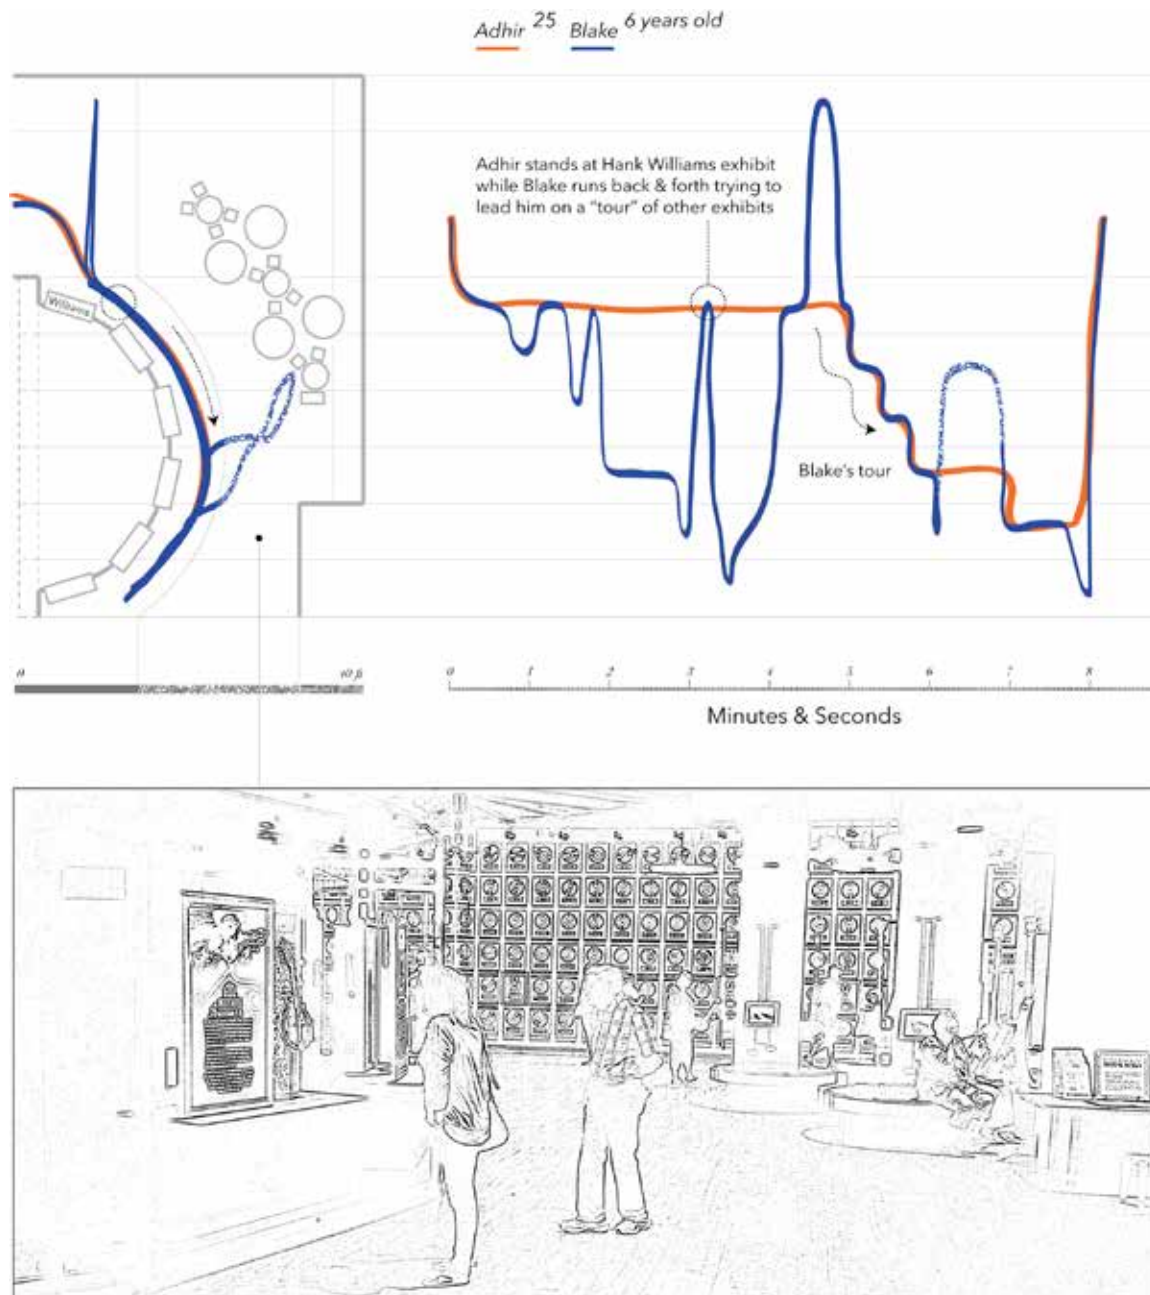 Adhir 25 Blake 6 years old
Adhir stands at Hank Williams exhibit
while Blake runs back & forth trying to
lead him on a "tour" of other exhibits
Williams
Blake's tour
0 10 ft
0 1 2 3 4 5 6 7 8
Minutes & Seconds